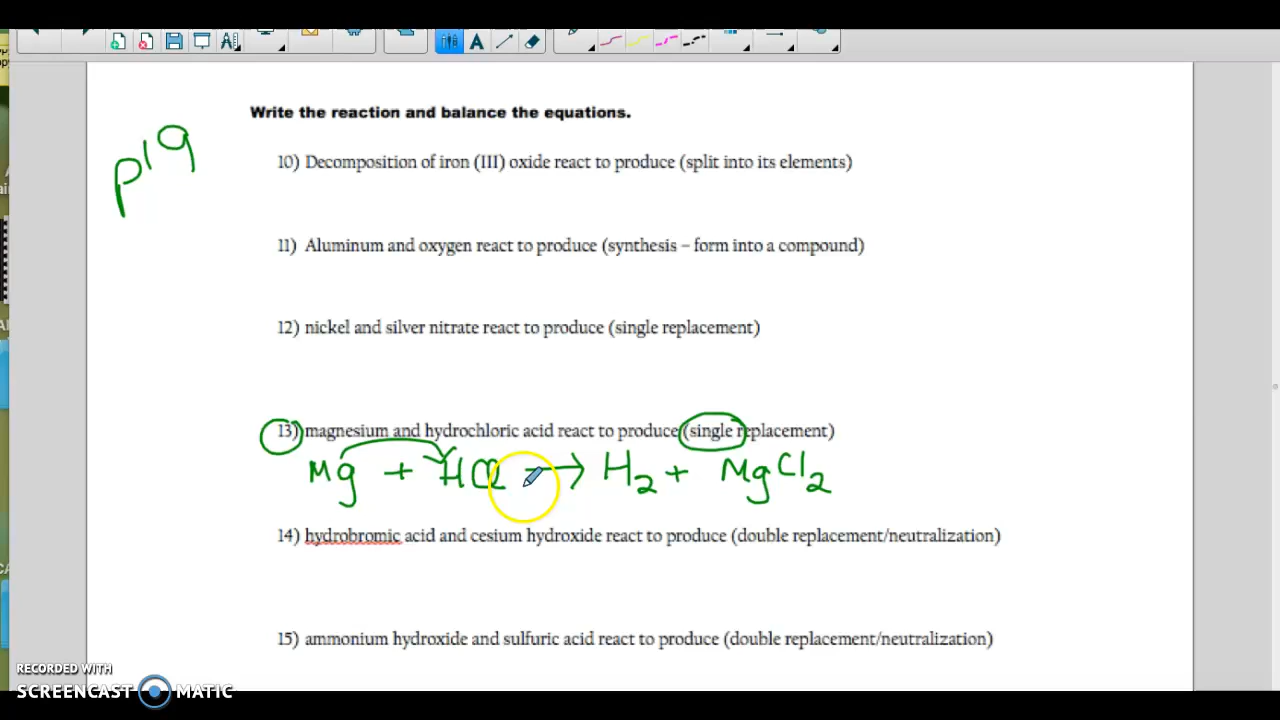 Write the reaction and balance the equations.
p19
10) Decomposition of iron (III) oxide react to produce (split into its elements)
11) Aluminum and oxygen react to produce (synthesis – form into a compound)
12) nickel and silver nitrate react to produce (single replacement)
13) magnesium and hydrochloric acid react to produce (single replacement)
Mg + HCl → H₂ + MgCl₂
14) hydrobromic acid and cesium hydroxide react to produce (double replacement/neutralization)
15) ammonium hydroxide and sulfuric acid react to produce (double replacement/neutralization)
RECORDED WITH
SCREENCAST MATIC